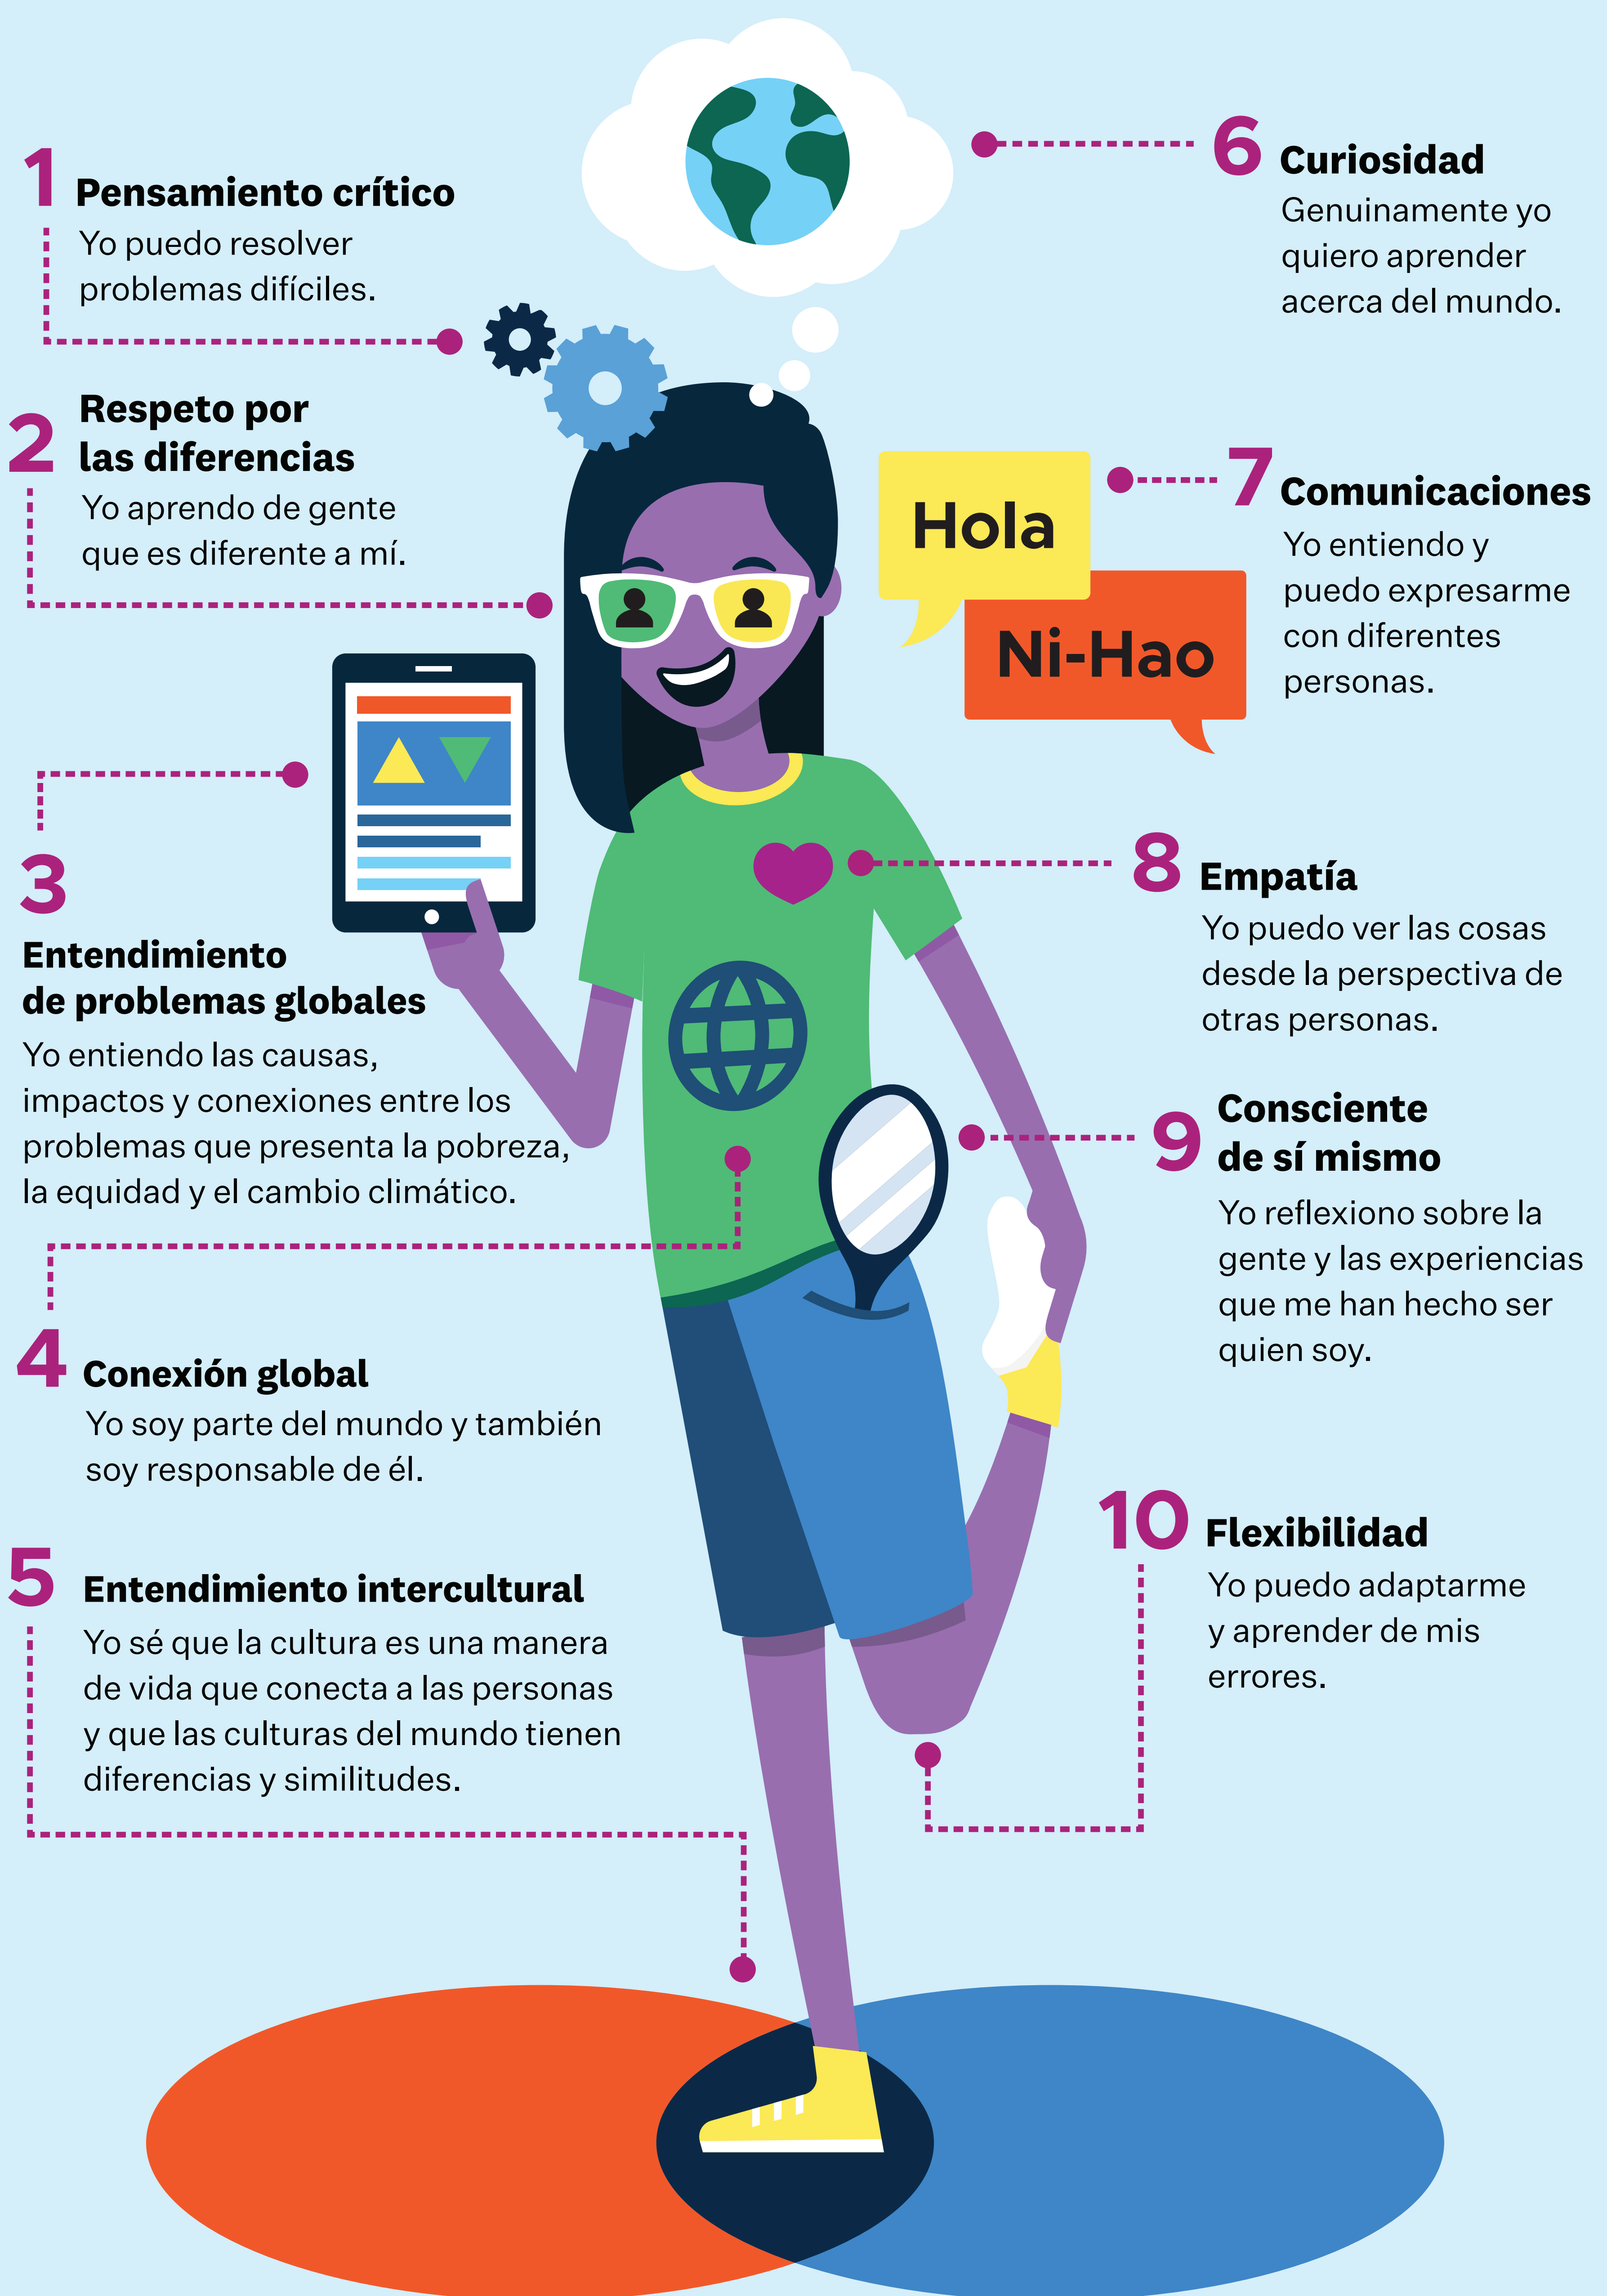 1 Pensamiento crítico
Yo puedo resolver
problemas difíciles.
2 Respeto por
las diferencias
Yo aprendo de gente
que es diferente a mí.
3
Entendimiento
de problemas globales
Yo entiendo las causas,
impactos y conexiones entre los
problemas que presenta la pobreza,
la equidad y el cambio climático.
4 Conexión global
Yo soy parte del mundo y también
soy responsable de él.
5 Entendimiento intercultural
Yo sé que la cultura es una manera
de vida que conecta a las personas
y que las culturas del mundo tienen
diferencias y similitudes.
6 Curiosidad
Genuinamente yo
quiero aprender
acerca del mundo.
Hola
Ni-Hao
7 Comunicaciones
Yo entiendo y
puedo expresarme
con diferentes
personas.
8 Empatía
Yo puedo ver las cosas
desde la perspectiva de
otras personas.
9 Consciente
de sí mismo
Yo reflexiono sobre la
gente y las experiencias
que me han hecho ser
quien soy.
10 Flexibilidad
Yo puedo adaptarme
y aprender de mis
errores.